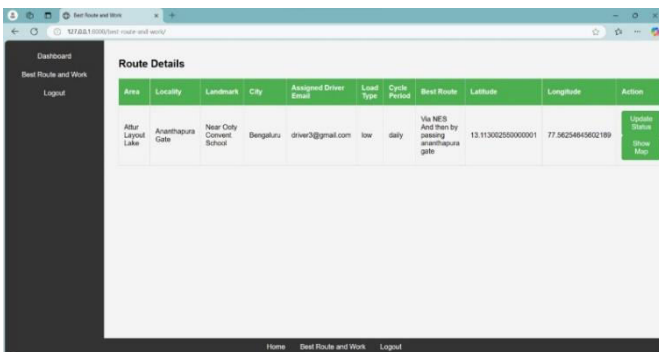 Best Route and Work
127.0.0.1:8000/best-route-and-work/
Dashboard
Best Route and Work
Logout
Route Details
Area Locality Landmark City Assigned Driver Email Load Type Cycle Period Best Route Latitude Longitude Action
Attur Layout Lake Ananthapura Gate Near Ooty Convent School Bengaluru driver3@gmail.com low daily Via NES And then by passing ananthapura gate 13.113002550000001 77.56254645602189 Update Status
Show Map
Home Best Route and Work Logout